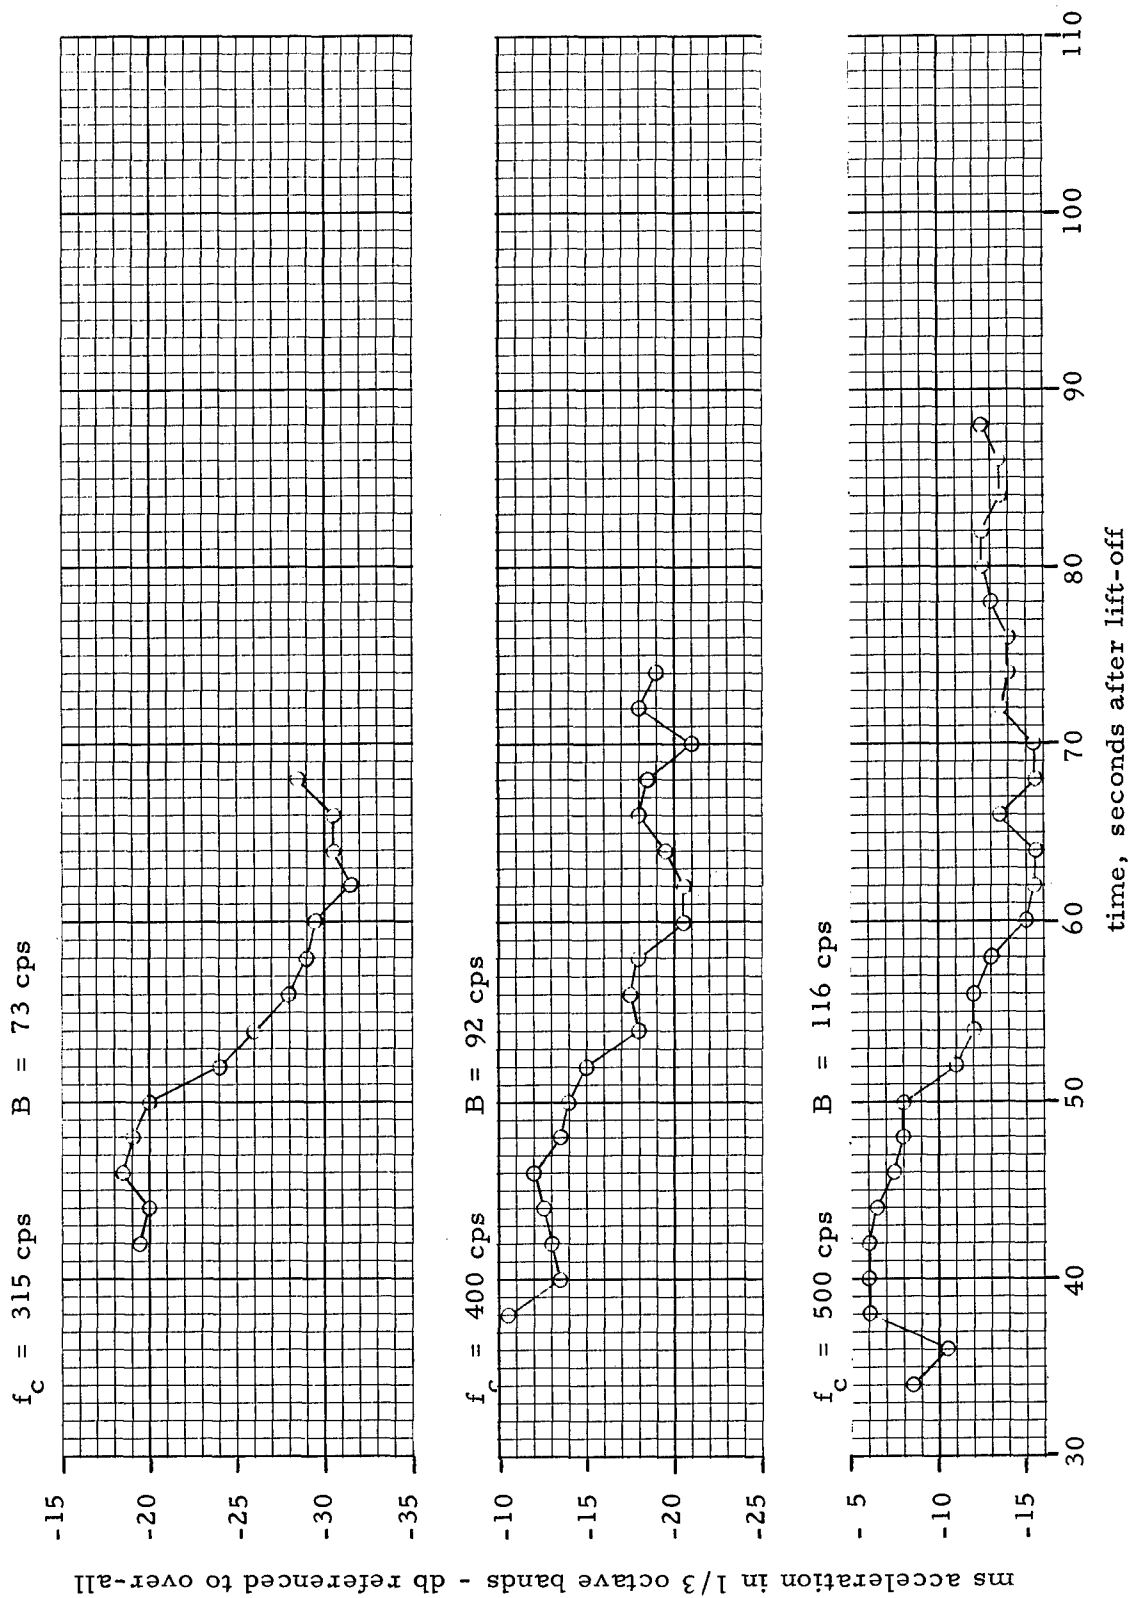 f_c = 315 cps B = 73 cps
-15
-20
-25
-30
-35
f = 400 cps B = 92 cps
-10
-15
-20
-25
f_c = 500 cps B = 116 cps
- 5
-10
-15
30 40 50 60 70 80 90 100 110
time, seconds after lift-off
ms acceleration in 1/3 octave bands - db referenced to over-all